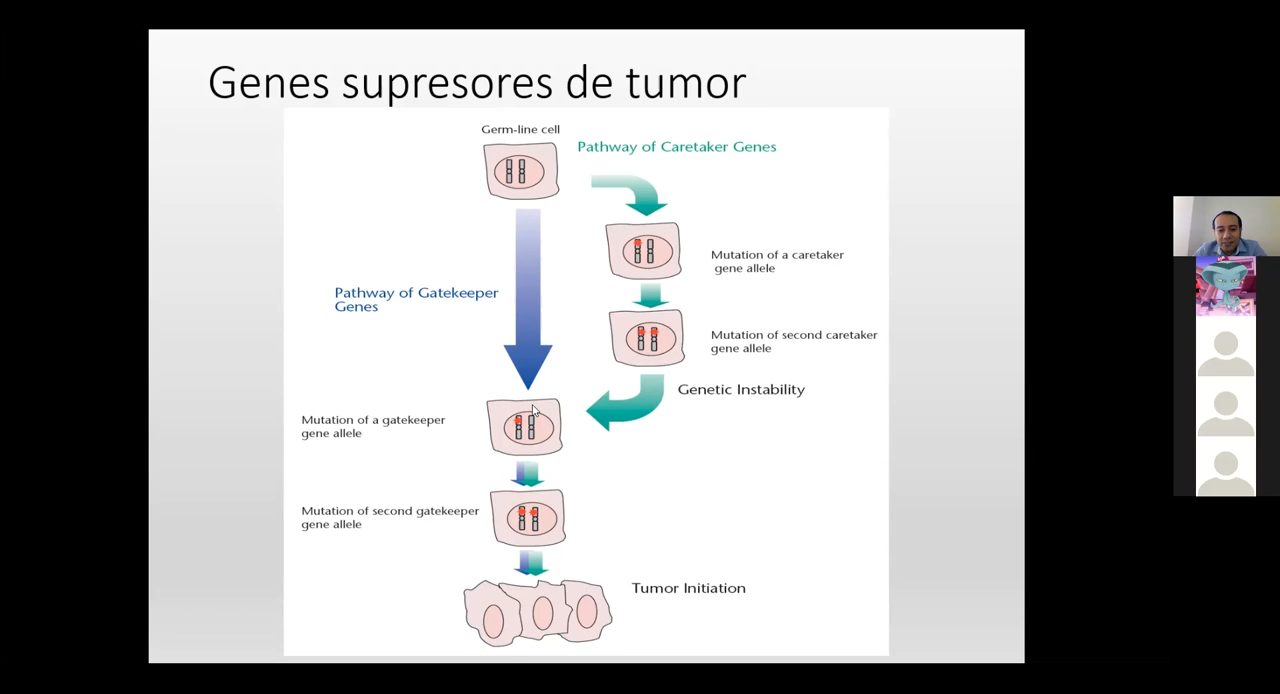 Genes supresores de tumor
Germ-line cell
Pathway of Caretaker Genes
Mutation of a caretaker
gene allele
Pathway of Gatekeeper
Genes
Mutation of second caretaker
gene allele
Genetic Instability
Mutation of a gatekeeper
gene allele
Mutation of second gatekeeper
gene allele
Tumor Initiation